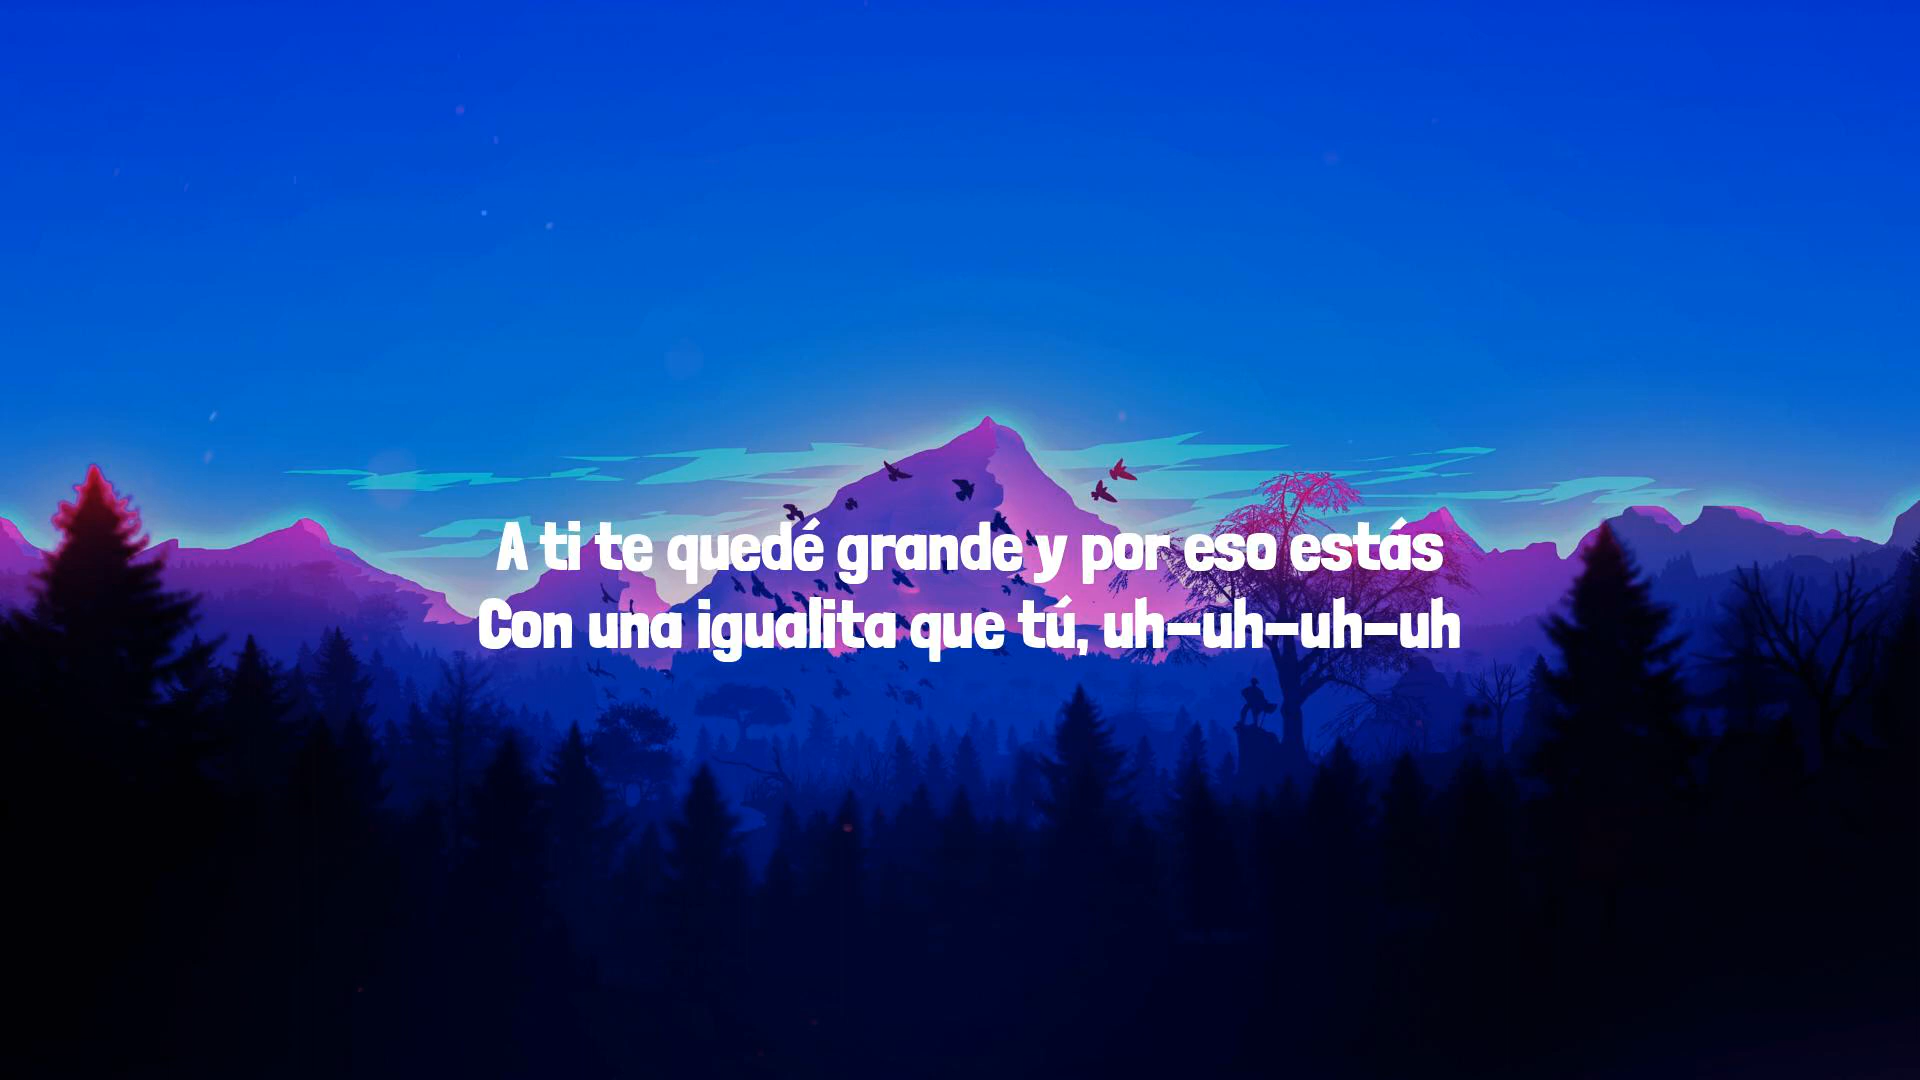 A ti te quedé grande y por eso estás
Con una igualita que tú, uh-uh-uh-uh